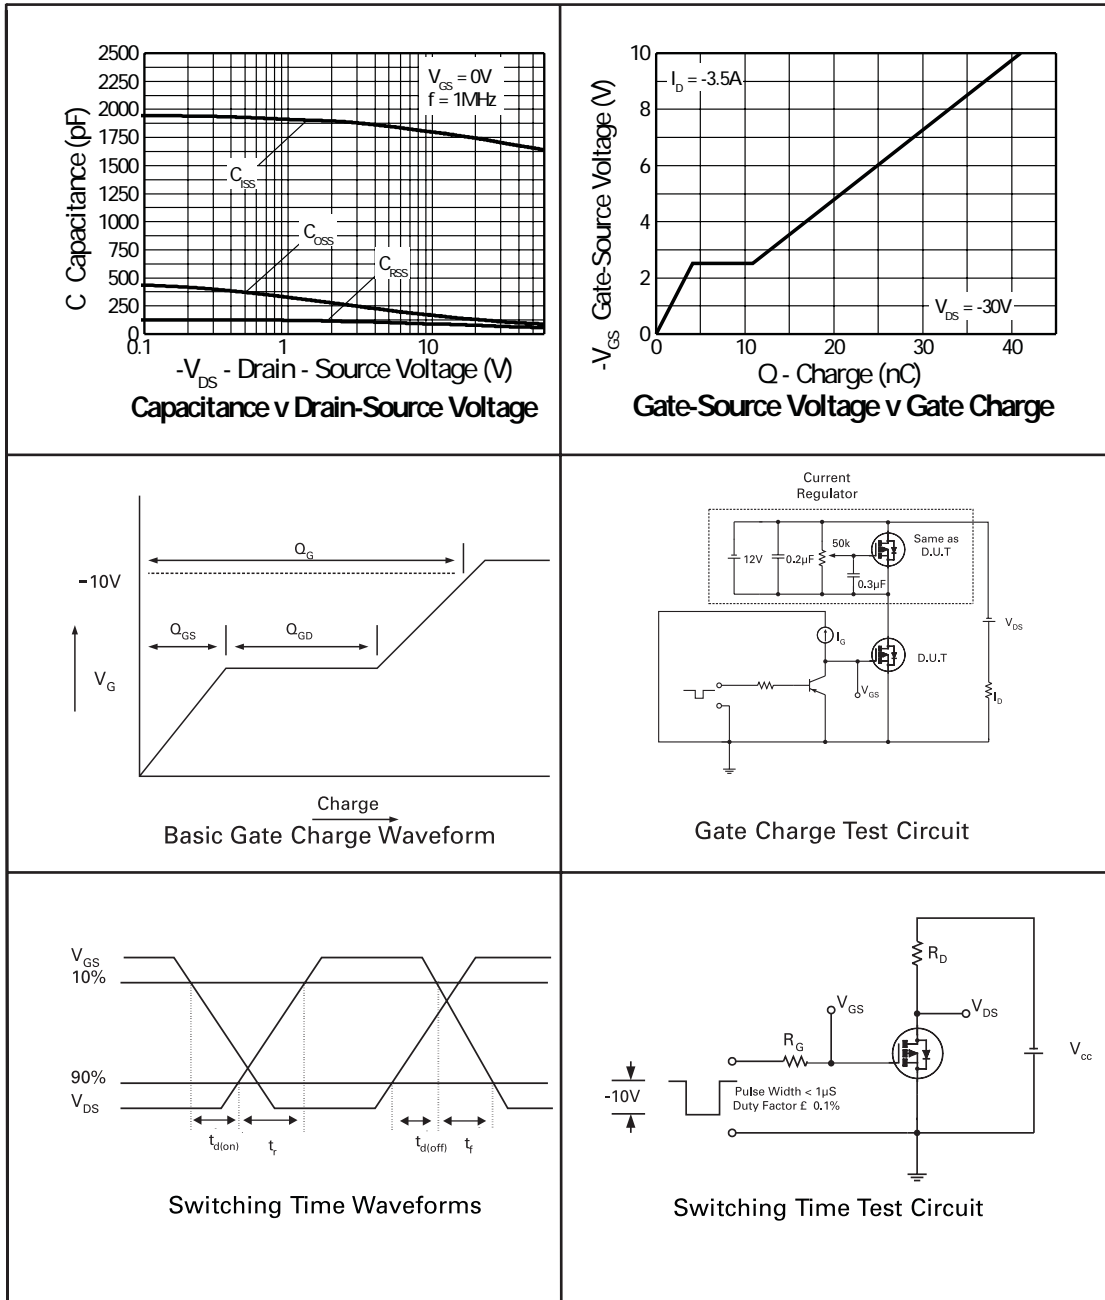 2500
2250
2000
1750
1500
1250
1000
750
500
250
0
0.1
1
10
C Capacitance (pF)
V_GS = 0V
f = 1MHz
C_ISS
C_OSS
C_RSS
-V_DS - Drain - Source Voltage (V)
Capacitance v Drain-Source Voltage
10
8
6
4
2
0
0
10
20
30
40
-V_GS Gate-Source Voltage (V)
I_D = -3.5A
V_DS = -30V
Q - Charge (nC)
Gate-Source Voltage v Gate Charge
Q_G
-10V
Q_GS
Q_GD
V_G
Charge
Basic Gate Charge Waveform
Current
Regulator
12V
0.2µF
50k
0.3µF
Same as
D.U.T
I_G
V_DS
D.U.T
V_GS
I_D
Gate Charge Test Circuit
V_GS
10%
90%
V_DS
t_d(on)
t_r
t_d(off)
t_f
Switching Time Waveforms
R_D
V_GS
V_DS
R_G
V_cc
-10V
Pulse Width < 1µS
Duty Factor £ 0.1%
Switching Time Test Circuit